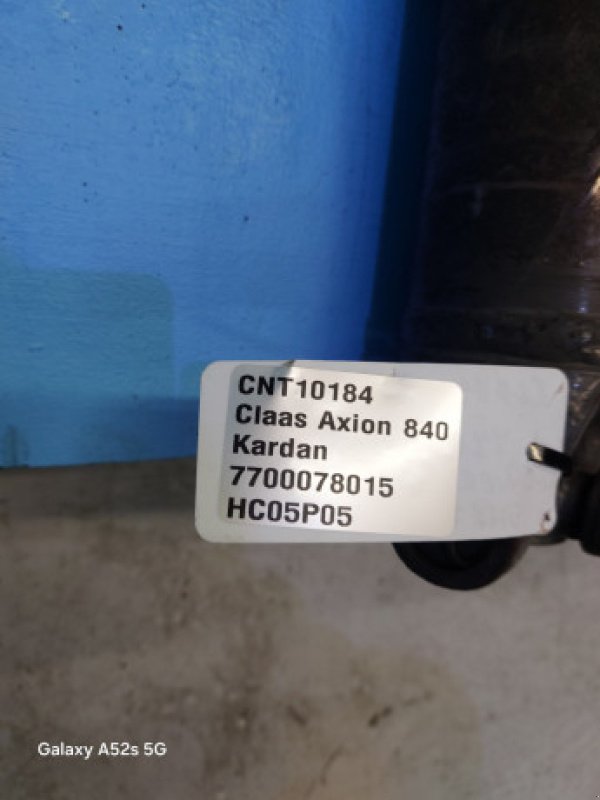 CNT10184
Claas Axion 840
Kardan
7700078015
HC05P05
Galaxy A52s 5G